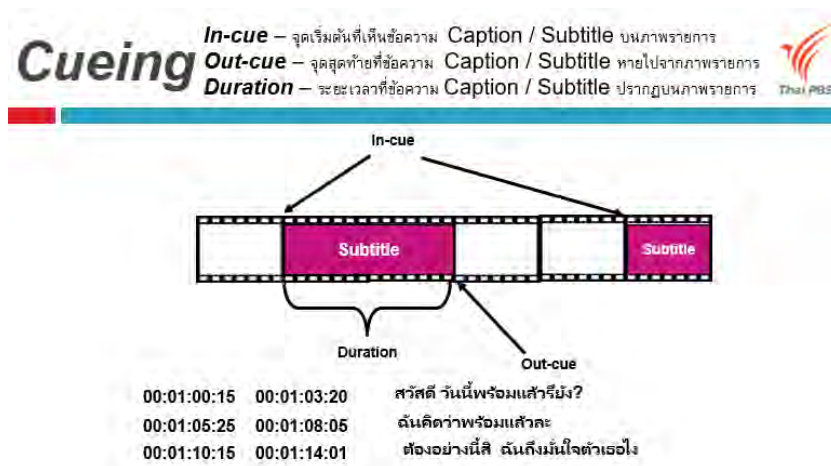 Cueing
In-cue – จุดเริ่มต้นที่เห็นข้อความ Caption / Subtitle บนภาพรายการ
Out-cue – จุดสุดท้ายที่ข้อความ Caption / Subtitle หายไปจากภาพรายการ
Duration – ระยะเวลาที่ข้อความ Caption / Subtitle ปรากฏบนภาพรายการ
Thai PBS
In-cue
Subtitle
Subtitle
Duration
Out-cue
00:01:00:15 00:01:03:20 สวัสดี วันนี้พร้อมแล้วรึยัง?
00:01:05:25 00:01:08:05 ฉันคิดว่าพร้อมแล้วละ
00:01:10:15 00:01:14:01 ต้องอย่างนี้สิ ฉันถึงมั่นใจตัวเธอไง